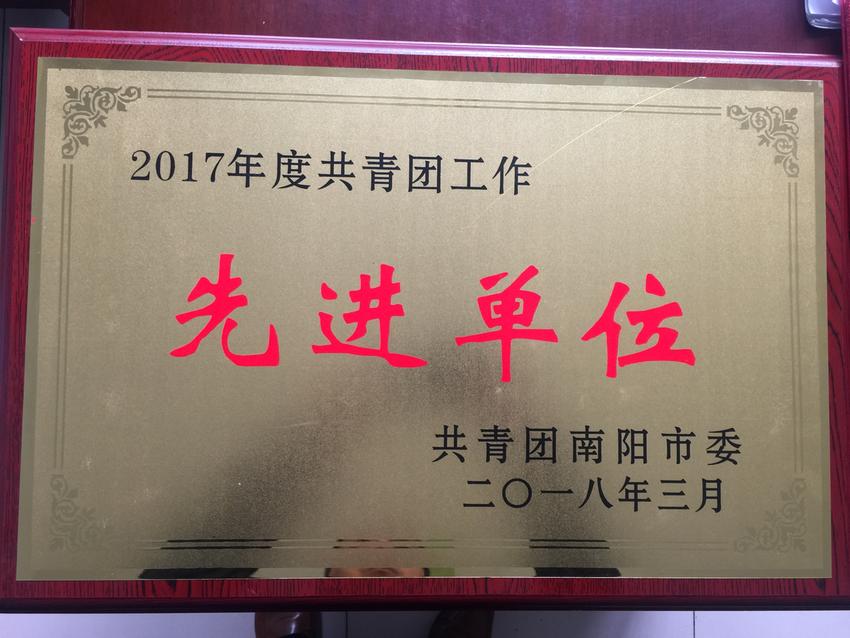 2017年度共青团工作
先进单位
共青团南阳市委
二〇一八年三月